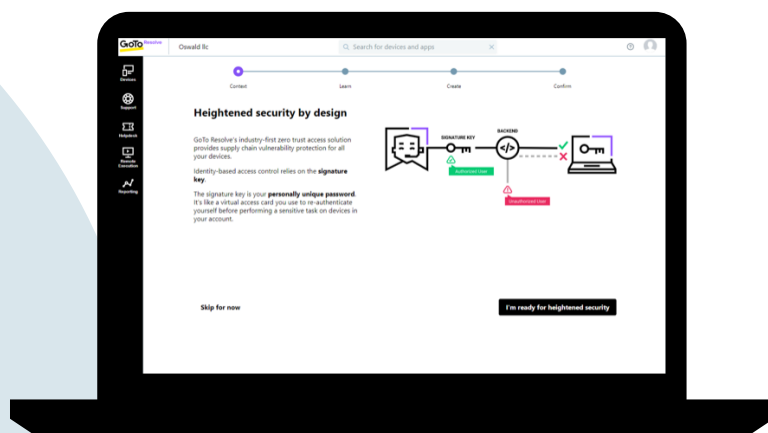 GoTo Resolve
Oswald llc
Search for devices and apps
Context
Learn
Create
Confirm
Devices
Support
Helpdesk
Remote
Execution
Reporting
Heightened security by design
GoTo Resolve's industry-first zero trust access solution
provides supply chain vulnerability protection for all
your devices.
Identity-based access control relies on the signature
key.
The signature key is your personally unique password.
It's like a virtual access card you use to re-authenticate
yourself before performing a sensitive task on devices in
your account.
SIGNATURE KEY
BACKEND
</>
Authorized User
Unauthorized User
Skip for now
I'm ready for heightened security